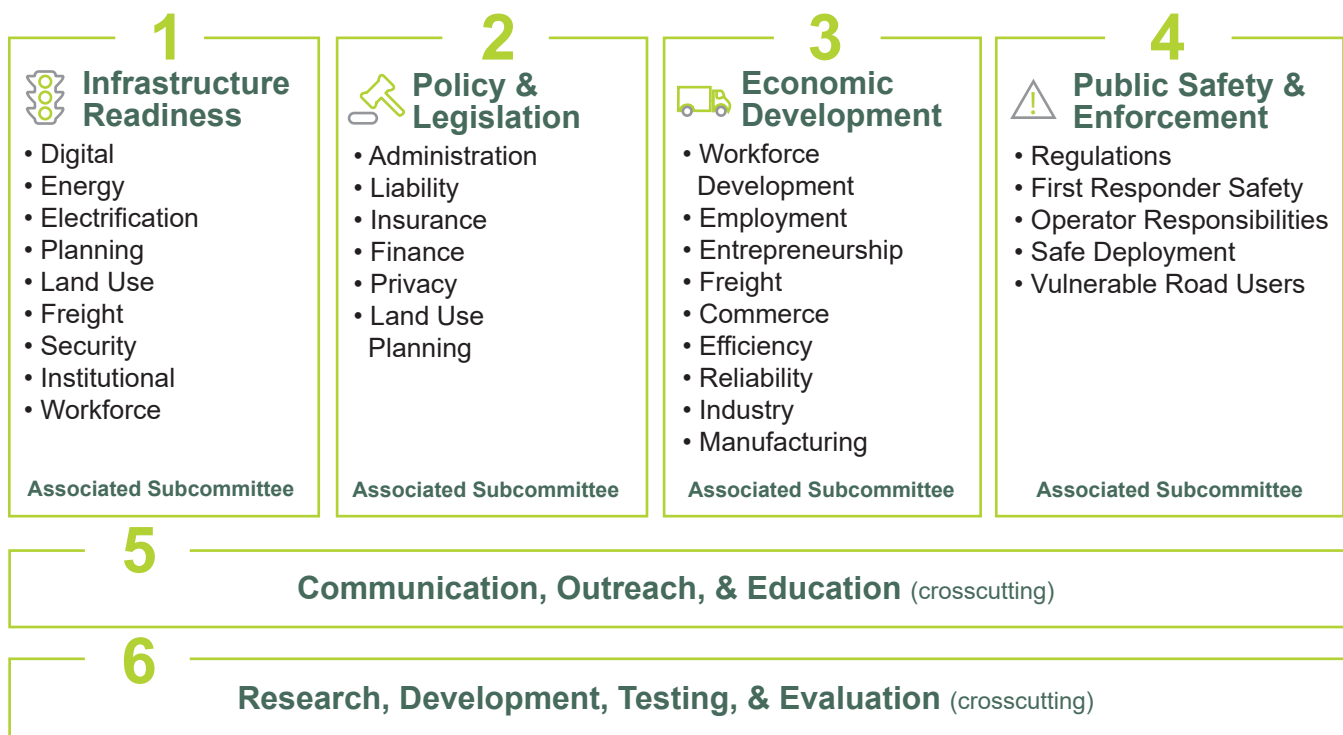 1
Infrastructure
Readiness
• Digital
• Energy
• Electrification
• Planning
• Land Use
• Freight
• Security
• Institutional
• Workforce
Associated Subcommittee
2
Policy &
Legislation
• Administration
• Liability
• Insurance
• Finance
• Privacy
• Land Use
Planning
Associated Subcommittee
3
Economic
Development
• Workforce
Development
• Employment
• Entrepreneurship
• Freight
• Commerce
• Efficiency
• Reliability
• Industry
• Manufacturing
Associated Subcommittee
4
Public Safety &
Enforcement
• Regulations
• First Responder Safety
• Operator Responsibilities
• Safe Deployment
• Vulnerable Road Users
Associated Subcommittee
5
Communication, Outreach, & Education (crosscutting)
6
Research, Development, Testing, & Evaluation (crosscutting)